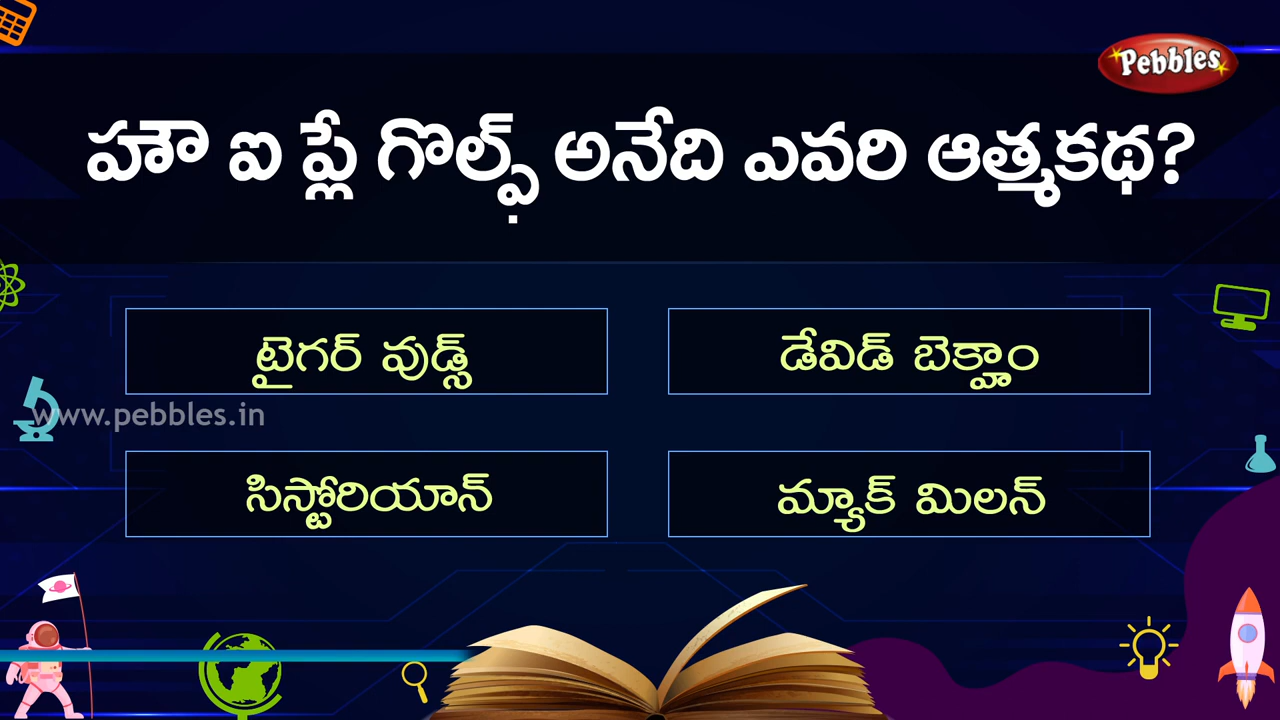 Pebbles
హౌ ఐ ప్లే గొల్ఫ్ అనేది ఎవరి ఆత్మకథ?
టైగర్ వుడ్స్
డేవిడ్ బెక్హాం
www.pebbles.in
సిస్టోరియాన్
మ్యాక్ మిలన్